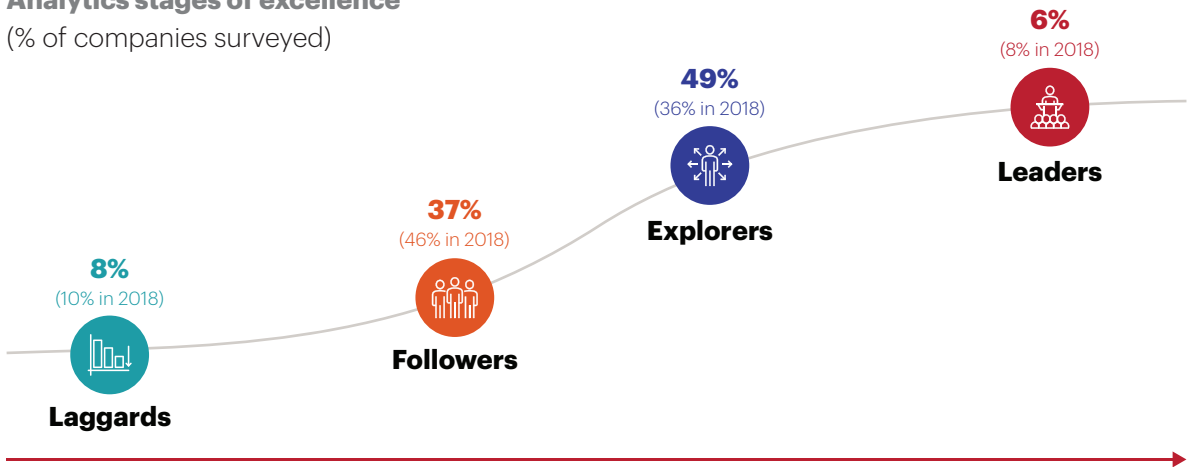 Analytics stages of excellence
(% of companies surveyed)
6%
(8% in 2018)
Leaders
49%
(36% in 2018)
Explorers
37%
(46% in 2018)
Followers
8%
(10% in 2018)
Laggards